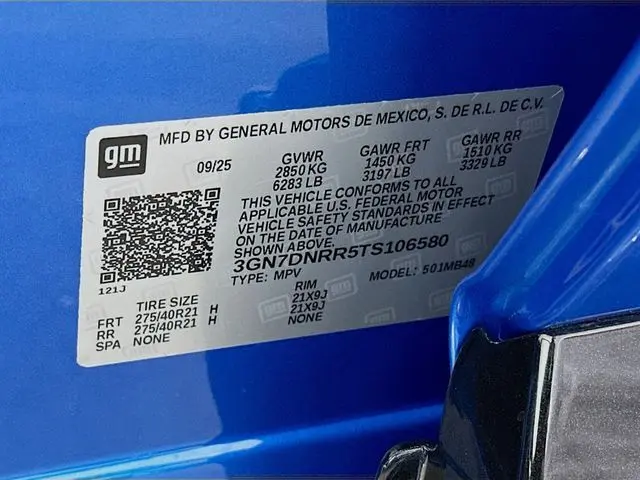 gm
MFD BY GENERAL MOTORS DE MEXICO, S. DE R.L. DE C.V.
09/25 GVWR GAWR FRT GAWR RR
2850 KG 1450 KG 1510 KG
6283 LB 3197 LB 3329 LB
THIS VEHICLE CONFORMS TO ALL
APPLICABLE U.S. FEDERAL MOTOR
VEHICLE SAFETY STANDARDS IN EFFECT
ON THE DATE OF MANUFACTURE
SHOWN ABOVE.
3GN7DNRR5TS106580
TYPE: MPV MODEL: 501MB48
121J
TIRE SIZE RIM
FRT 275/40R21 H 21X9J
RR 275/40R21 H 21X9J
SPA NONE NONE